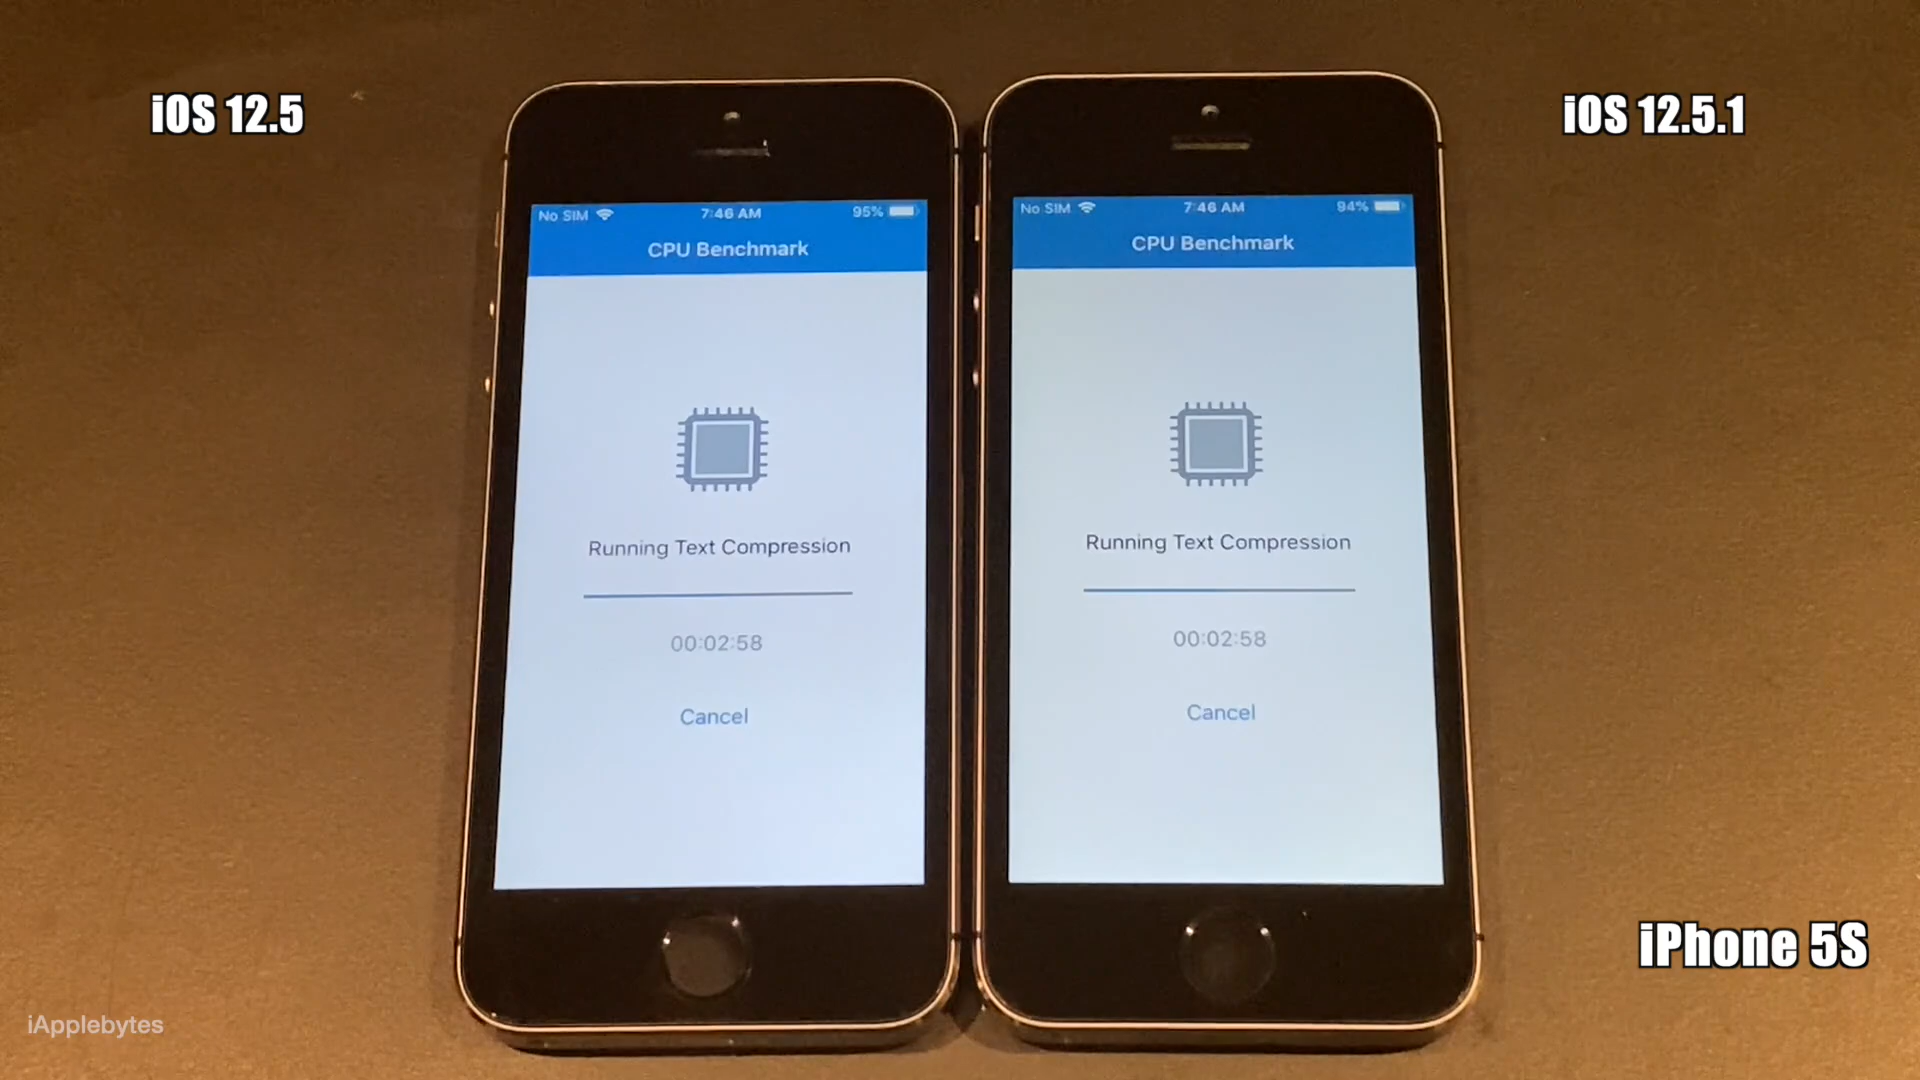 iOS 12.5
iOS 12.5.1
No SIM 7:46 AM 95%
CPU Benchmark
Running Text Compression
00:02:58
Cancel
No SIM 7:46 AM 94%
CPU Benchmark
Running Text Compression
00:02:58
Cancel
iPhone 5S
iApplebytes